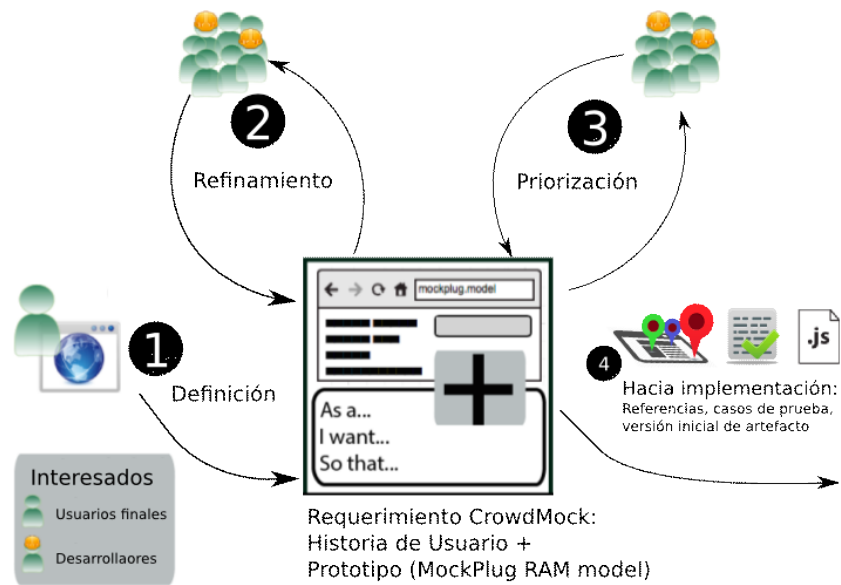 2
Refinamiento
3
Priorización
1
Definición
mockplug.model
As a...
I want...
So that...
4
.js
Hacia implementación:
Referencias, casos de prueba,
versión inicial de artefacto
Interesados
Usuarios finales
Desarrollaores
Requerimiento CrowdMock:
Historia de Usuario +
Prototipo (MockPlug RAM model)